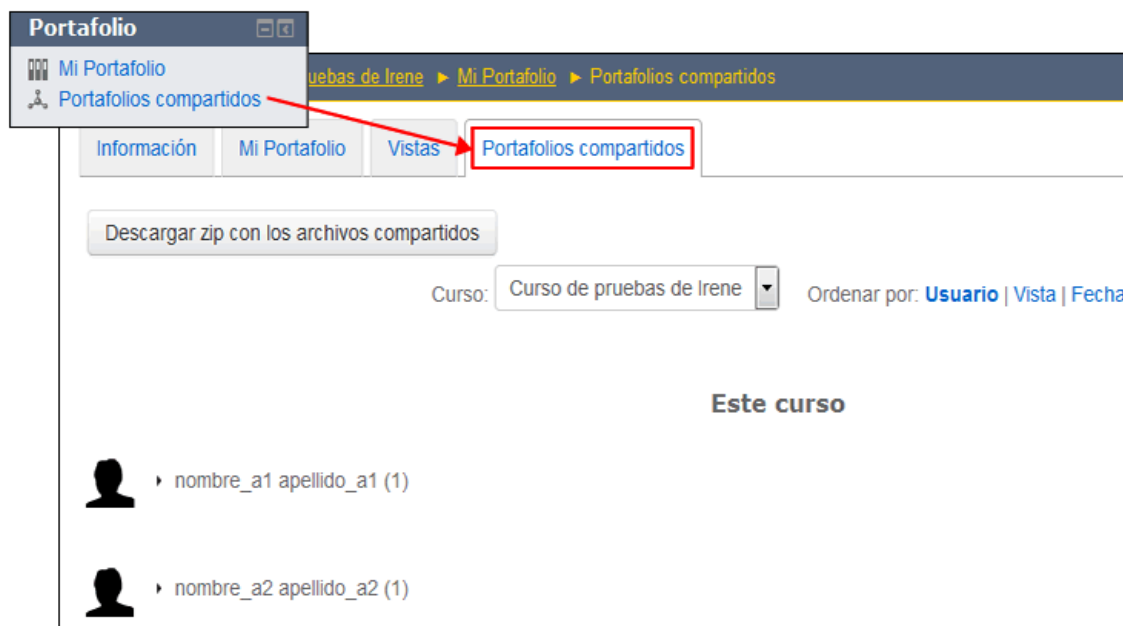 Portafolio
Mi Portafolio
Portafolios compartidos
uebas de Irene ► Mi Portafolio ► Portafolios compartidos
Información Mi Portafolio Vistas Portafolios compartidos
Descargar zip con los archivos compartidos
Curso: Curso de pruebas de Irene Ordenar por: Usuario | Vista | Fecha
Este curso
nombre_a1 apellido_a1 (1)
nombre_a2 apellido_a2 (1)